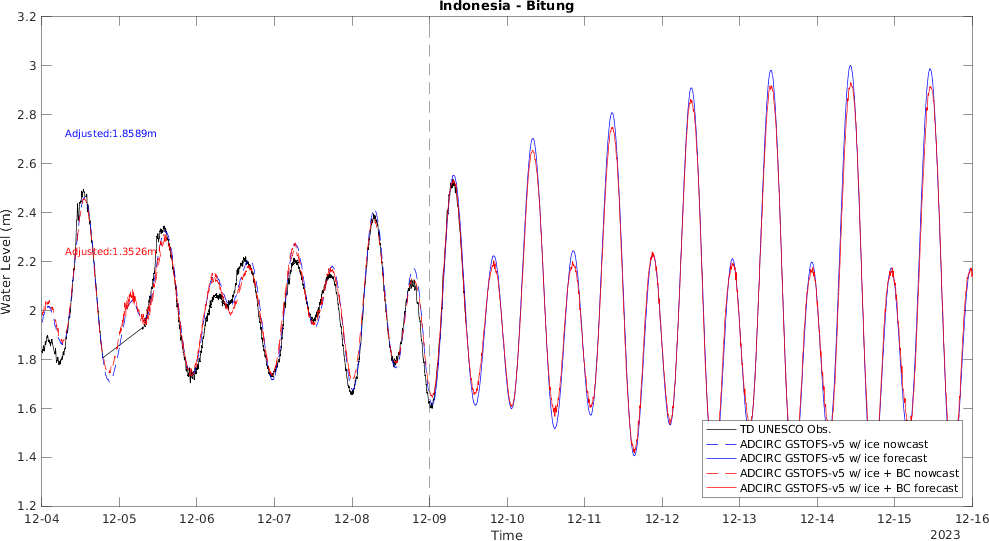 Indonesia - Bitung
3.2
3
2.8
2.6
2.4
2.2
2
1.8
1.6
1.4
1.2
Water Level (m)
Adjusted:1.8589m
Adjusted:1.3526m
TD UNESCO Obs.
ADCIRC GSTOFS-v5 w/ ice nowcast
ADCIRC GSTOFS-v5 w/ ice forecast
ADCIRC GSTOFS-v5 w/ ice + BC nowcast
ADCIRC GSTOFS-v5 w/ ice + BC forecast
12-04 12-05 12-06 12-07 12-08 12-09 12-10 12-11 12-12 12-13 12-14 12-15 12-16
Time
2023